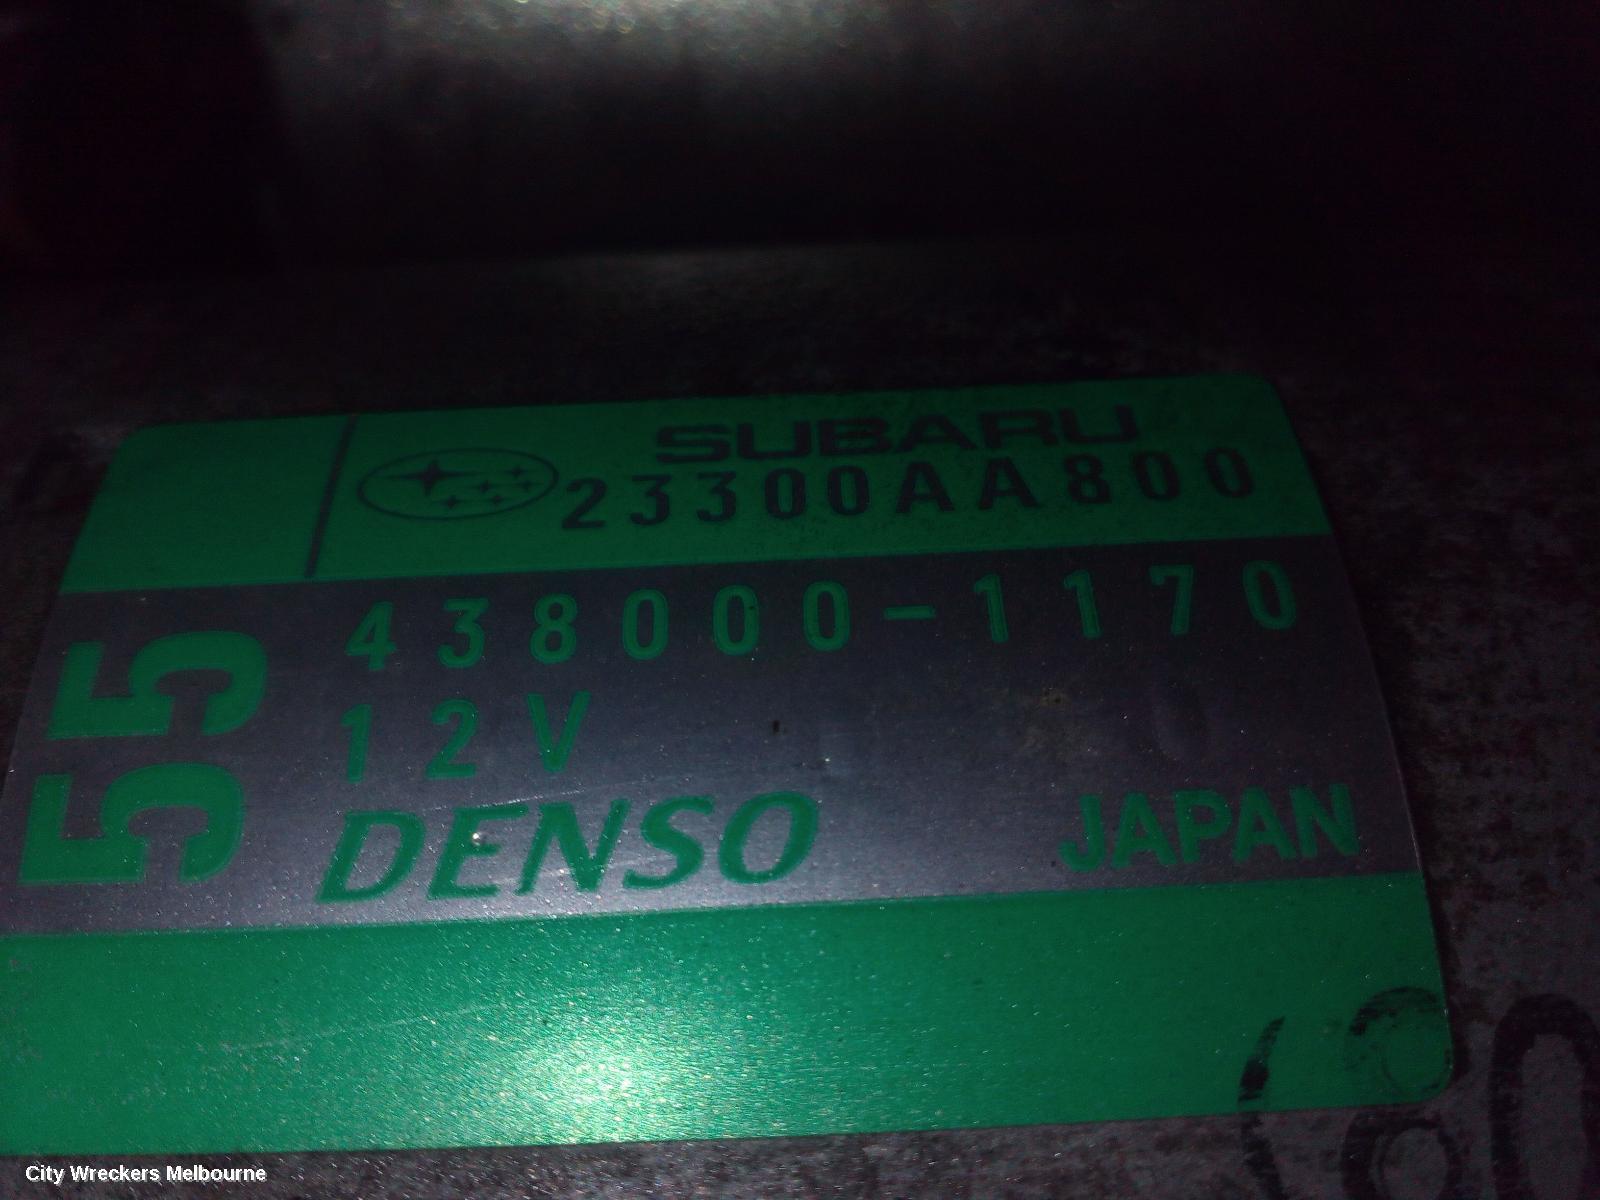 SUBARU
23300AA800
55
438000-1170
12V
DENSO
JAPAN
City Wreckers Melbourne